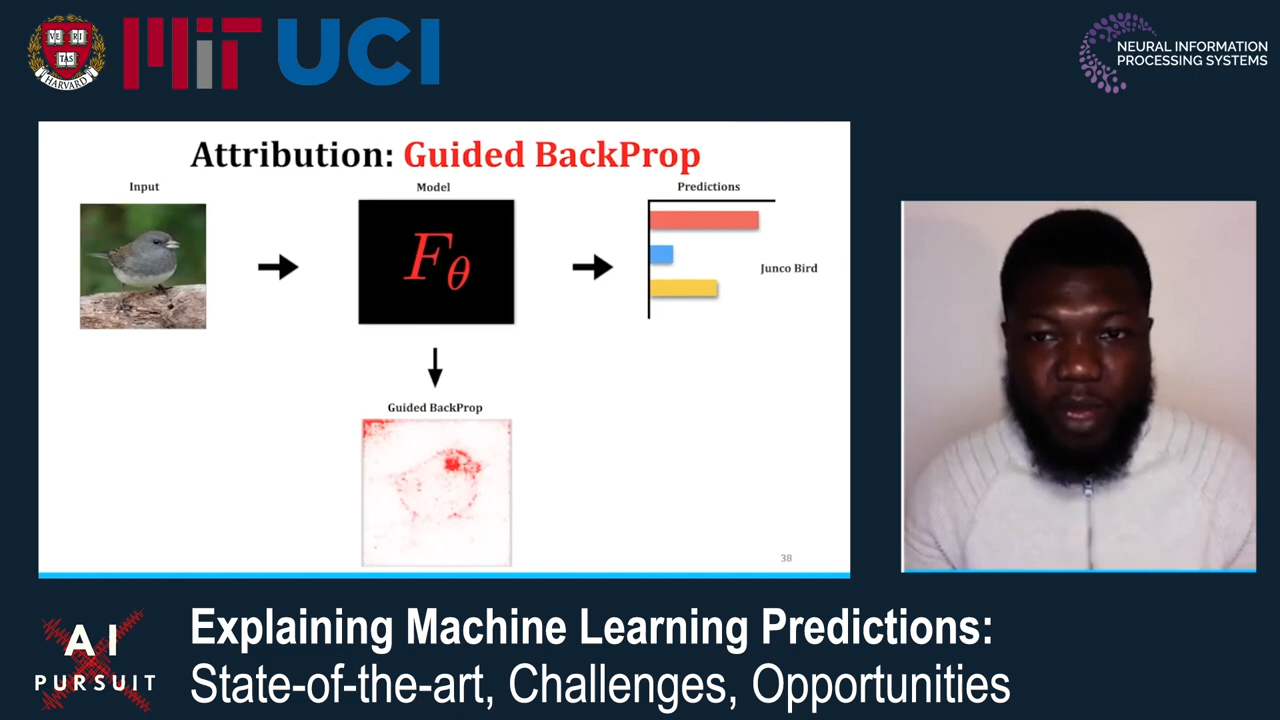 VE RI TAS
HARVARD
MIT
UCI
NEURAL INFORMATION
PROCESSING SYSTEMS
Attribution: Guided BackProp
Input
Model
Predictions
Fθ
Junco Bird
Guided BackProp
38
AI
PURSUIT
Explaining Machine Learning Predictions:
State-of-the-art, Challenges, Opportunities